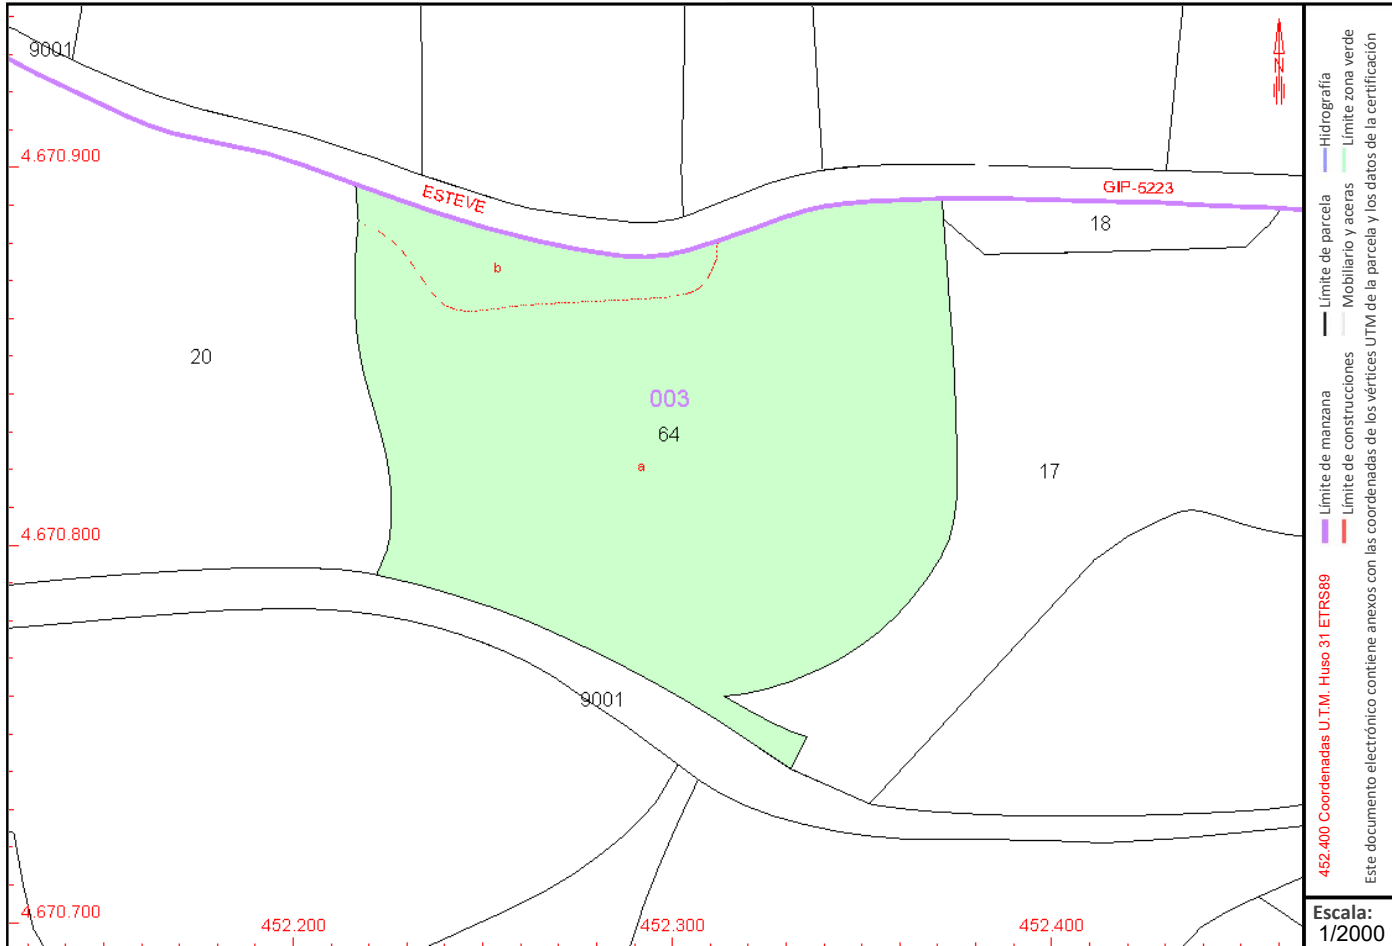 9001
4.670.900
ESTEVE
GIP-5223
18
b
20
003
64
a
17
4.670.800
9001
4.670.700
452.200
452.300
452.400
N
Hidrografía
Límite zona verde
Límite de parcela
Mobiliario y aceras
Límite de manzana
Límite de construcciones
452.400 Coordenadas U.T.M. Huso 31 ETRS89
Este documento electrónico contiene anexos con las coordenadas de los vértices UTM de la parcela y los datos de la certificación
Escala:
1/2000